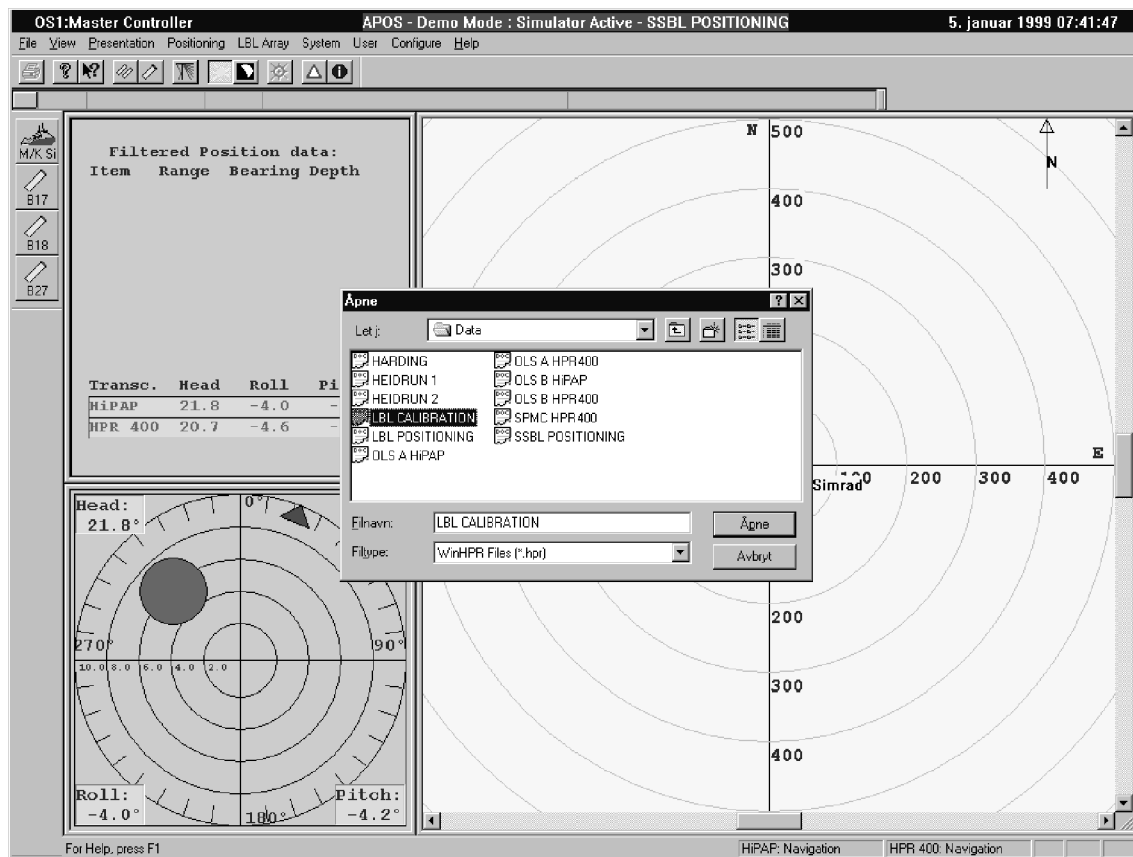 OS1:Master Controller APOS - Demo Mode : Simulator Active - SSBL POSITIONING 5. januar 1999 07:41:47
File View Presentation Positioning LBL Array System User Configure Help
M/K Si
B17
B18
B27
Filtered Position data:
Item Range Bearing Depth
Transc. Head Roll Pi
HiPAP 21.8 -4.0 -
HPR 400 20.7 -4.6 -
Head:
21.8°
0°
270°
90°
180°
10.0 8.0 6.0 4.0 2.0
Roll:
-4.0°
Pitch:
-4.2°
N 500
N
400
300
E
100 200 300 400
Simrad
200
300
400
Åpne
Let i: Data
HARDING
HEIDRUN 1
HEIDRUN 2
LBL CALIBRATION
LBL POSITIONING
OLS A HiPAP
OLS A HPR400
OLS B HiPAP
OLS B HPR400
SPMC HPR400
SSBL POSITIONING
Filnavn: LBL CALIBRATION Åpne
Filtype: WinHPR Files (*.hpr) Avbryt
For Help, press F1 HiPAP: Navigation HPR 400: Navigation